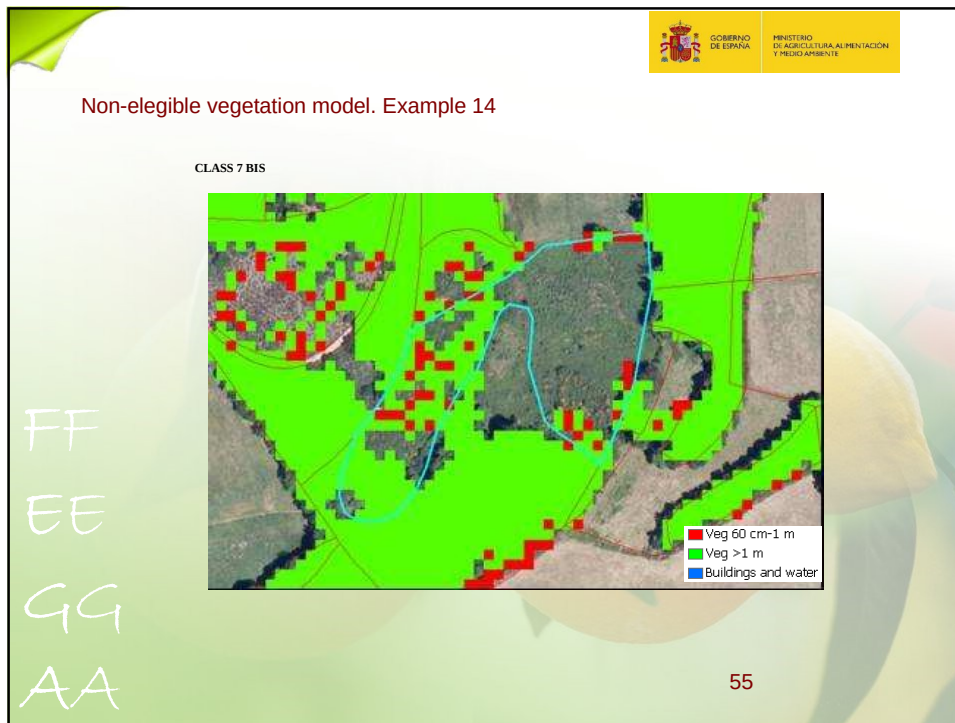 GOBIERNO
DE ESPAÑA
MINISTERIO
DE AGRICULTURA, ALIMENTACIÓN
Y MEDIO AMBIENTE
Non-elegible vegetation model. Example 14
CLASS 7 BIS
Veg 60 cm-1 m
Veg >1 m
Buildings and water
FF
EE
GG
AA
55